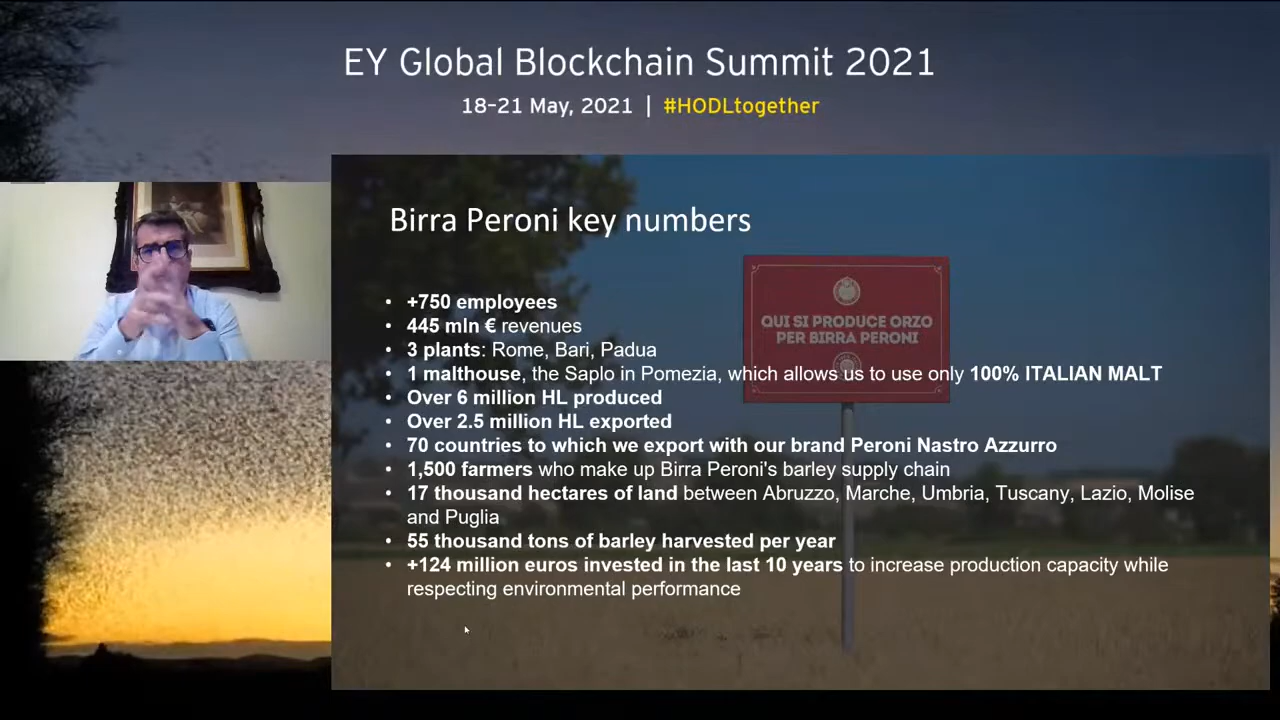 EY Global Blockchain Summit 2021
18–21 May, 2021 | #HODLtogether
Birra Peroni key numbers
QUI SI PRODUCE ORZO
PER BIRRA PERONI
• +750 employees
• 445 mln € revenues
• 3 plants: Rome, Bari, Padua
• 1 malthouse, the Saplo in Pomezia, which allows us to use only 100% ITALIAN MALT
• Over 6 million HL produced
• Over 2.5 million HL exported
• 70 countries to which we export with our brand Peroni Nastro Azzurro
• 1,500 farmers who make up Birra Peroni's barley supply chain
• 17 thousand hectares of land between Abruzzo, Marche, Umbria, Tuscany, Lazio, Molise
and Puglia
• 55 thousand tons of barley harvested per year
• +124 million euros invested in the last 10 years to increase production capacity while
respecting environmental performance